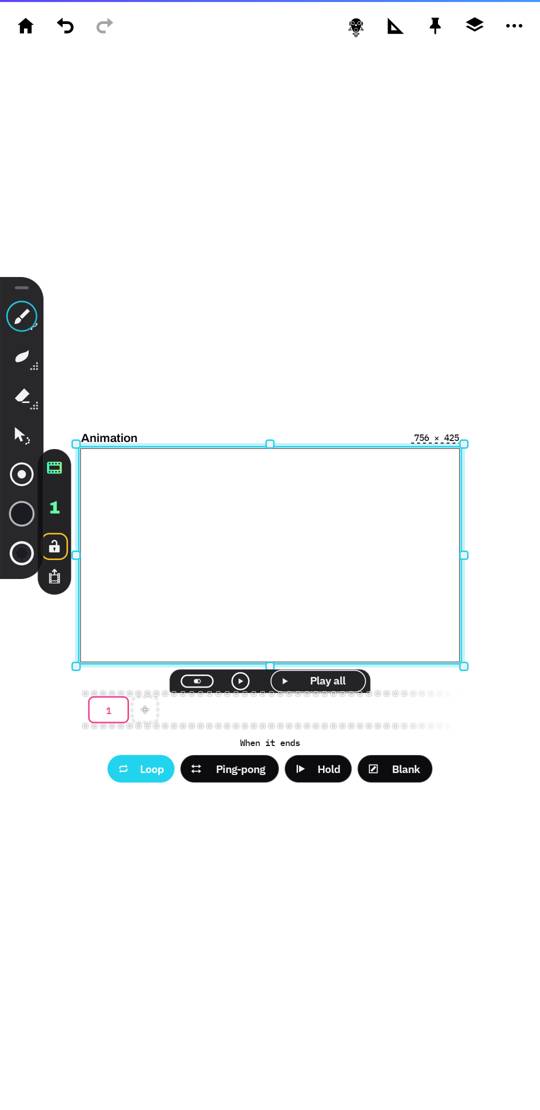 Animation
756 × 425
1
Play all
1
When it ends
Loop
Ping-pong
Hold
Blank